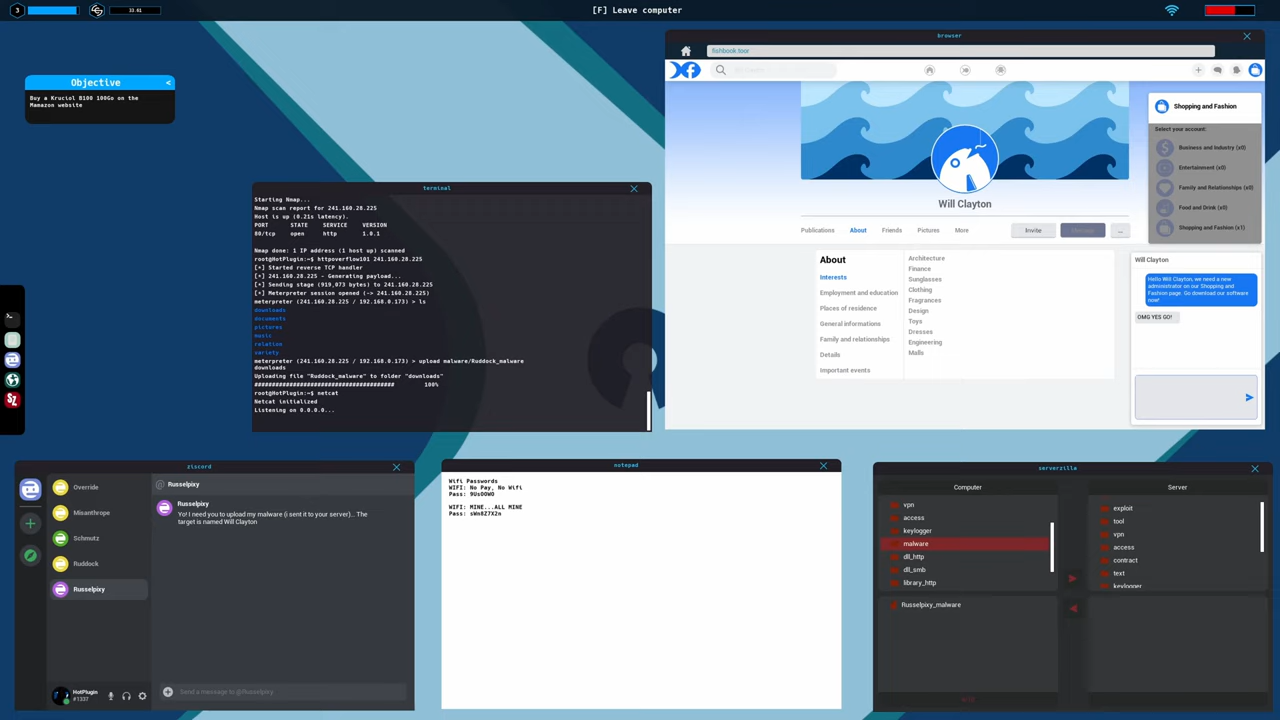 3
33.61
[F] Leave computer
Objective
<
Buy a Kruciol B100 100Go on the
Mamazon website
terminal
Starting Nmap...
Nmap scan report for 241.160.28.225
Host is up (0.21s latency).
PORT STATE SERVICE VERSION
80/tcp open http 1.0.1
Nmap done: 1 IP address (1 host up) scanned
root@HotPlugin:~$ httpoverflow101 241.160.28.225
[*] Started reverse TCP handler
[*] 241.160.28.225 - Generating payload...
[*] Sending stage (919,873 bytes) to 241.160.28.225
[*] Meterpreter session opened (-> 241.160.28.225)
meterpreter (241.160.28.225 / 192.168.0.173) > ls
downloads
documents
pictures
music
relation
variety
meterpreter (241.160.28.225 / 192.168.0.173) > upload malware/Ruddock_malware
downloads
Uploading file "Ruddock_malware" to folder "downloads"
######################################## 100%
root@HotPlugin:~$ netcat
Netcat initialized
Listening on 0.0.0.0...
browser
fishbook.toor
Shopping and Fashion
Select your account:
Business and Industry (x0)
Entertainment (x0)
Family and Relationships (x0)
Food and Drink (x0)
Shopping and Fashion (x1)
Will Clayton
Publications
About
Friends
Pictures
More
Invite
...
About
Interests
Employment and education
Places of residence
General informations
Family and relationships
Details
Important events
Architecture
Finance
Sunglasses
Clothing
Fragrances
Design
Toys
Dresses
Engineering
Malls
Will Clayton
Hello Will Clayton, we need a new
administrator on our Shopping and
Fashion page. Go download our software
now!
OMG YES GO!
ziscord
Override
Misanthrope
Schmutz
Ruddock
Russelpixy
HotPlugin
#1337
@ Russelpixy
Russelpixy
Yo! I need you to upload my malware (i sent it to your server)... The
target is named Will Clayton
Send a message to @Russelpixy
notepad
Wifi Passwords
WIFI: No Pay, No Wifi
Pass: 9UsOOWO
WIFI: MINE...ALL MINE
Pass: sWn8Z7X2n
serverzilla
Computer
vpn
access
keylogger
malware
dll_http
dll_smb
library_http
Russelpixy_malware
Server
exploit
tool
vpn
access
contract
text
keylogger